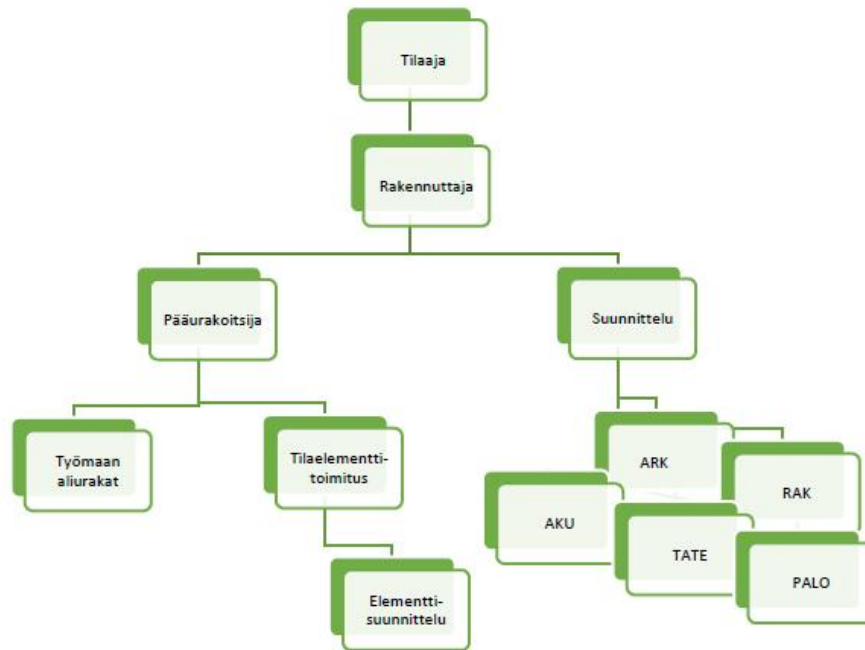 Tilaaja
Rakennuttaja
Pääurakoitsija
Suunnittelu
Työmaan
aliurakat
Tilaelementti-
toimitus
Elementti-
suunnittelu
ARK
RAK
AKU
TATE
PALO